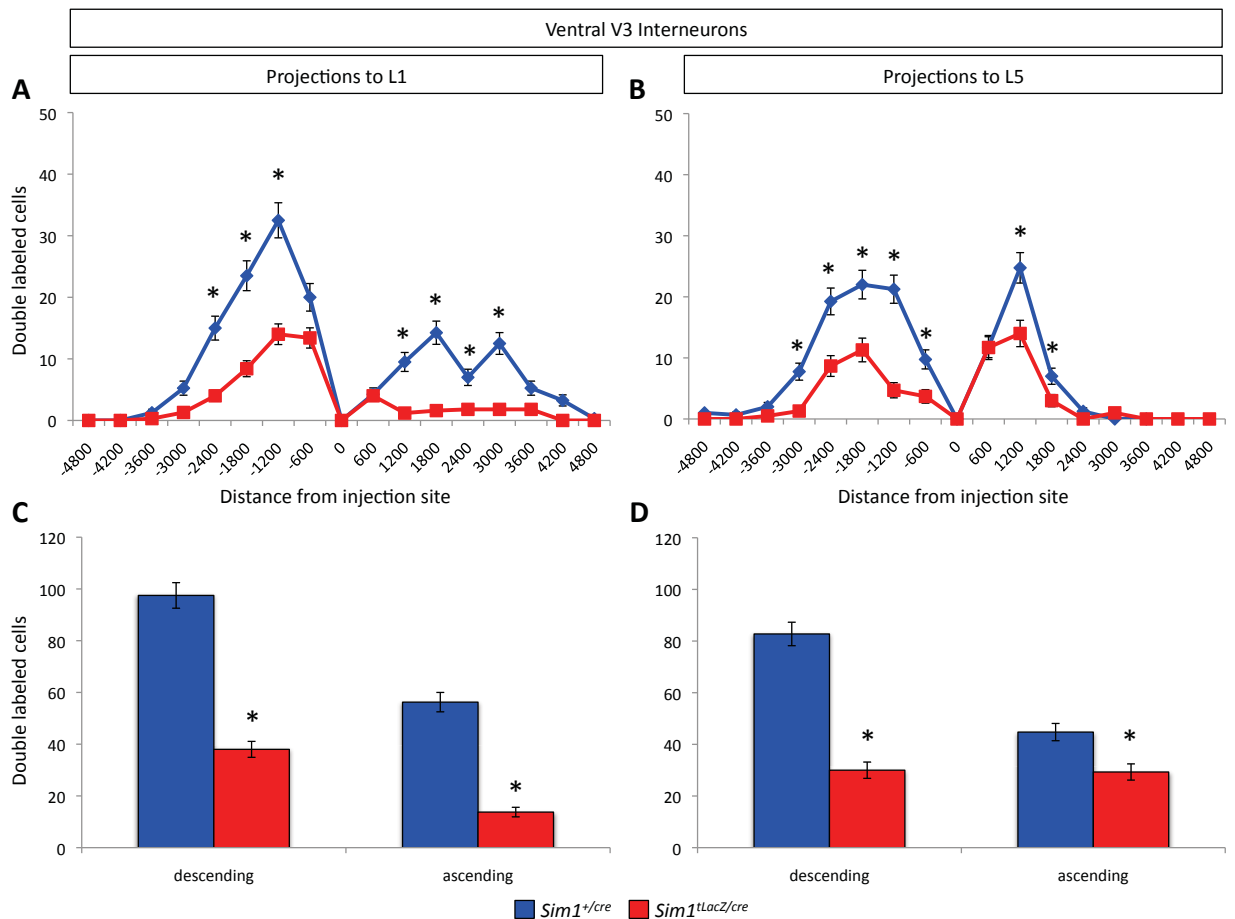 Ventral V3 Interneurons
Projections to L1
Projections to L5
A
B
50
40
30
20
10
0
Double labeled cells
* * * * * * *
-4800 -4200 -3600 -3000 -2400 -1800 -1200 -600 0 600 1200 1800 2400 3000 3600 4200 4800
Distance from injection site
50
40
30
20
10
0
* * * * * * *
-4800 -4200 -3600 -3000 -2400 -1800 -1200 -600 0 600 1200 1800 2400 3000 3600 4200 4800
Distance from injection site
C
D
120
100
80
60
40
20
0
Double labeled cells
* *
descending ascending
120
100
80
60
40
20
0
* *
descending ascending
Sim1+/cre Sim1tLacZ/cre